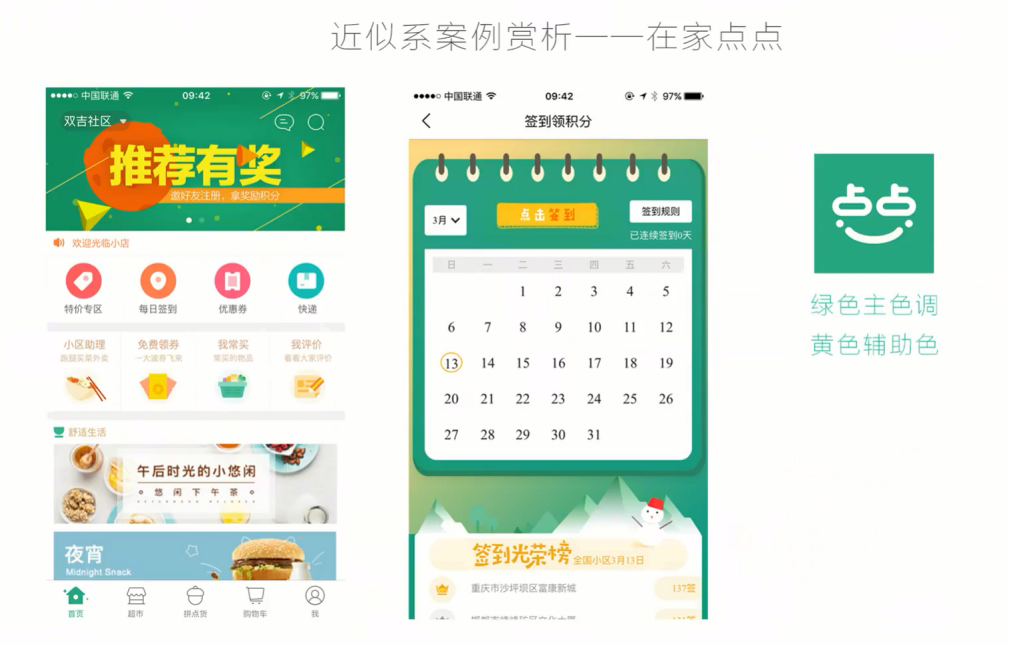 近似系案例赏析——在家点点
中国联通 09:42 97%
双吉社区
推荐有奖
邀好友注册，拿奖励积分
欢迎光临小店
特价专区 每日签到 优惠券 快递
小区助理 免费领券 我常买 我评价
跑腿买菜外卖 一大波券飞来 常买的物品 看看大家评价
舒适生活
午后时光的小悠闲
悠闲下午茶
夜宵
Midnight Snack
首页 超市 拼点货 购物车 我
中国联通 09:42 97%
签到领积分
3月 点击签到 签到规则
已连续签到0天
日 一 二 三 四 五 六
1 2 3 4 5
6 7 8 9 10 11 12
13 14 15 16 17 18 19
20 21 22 23 24 25 26
27 28 29 30 31
签到光荣榜 全国小区3月13日
重庆市沙坪坝区富康新城 137签
点点
绿色主色调
黄色辅助色